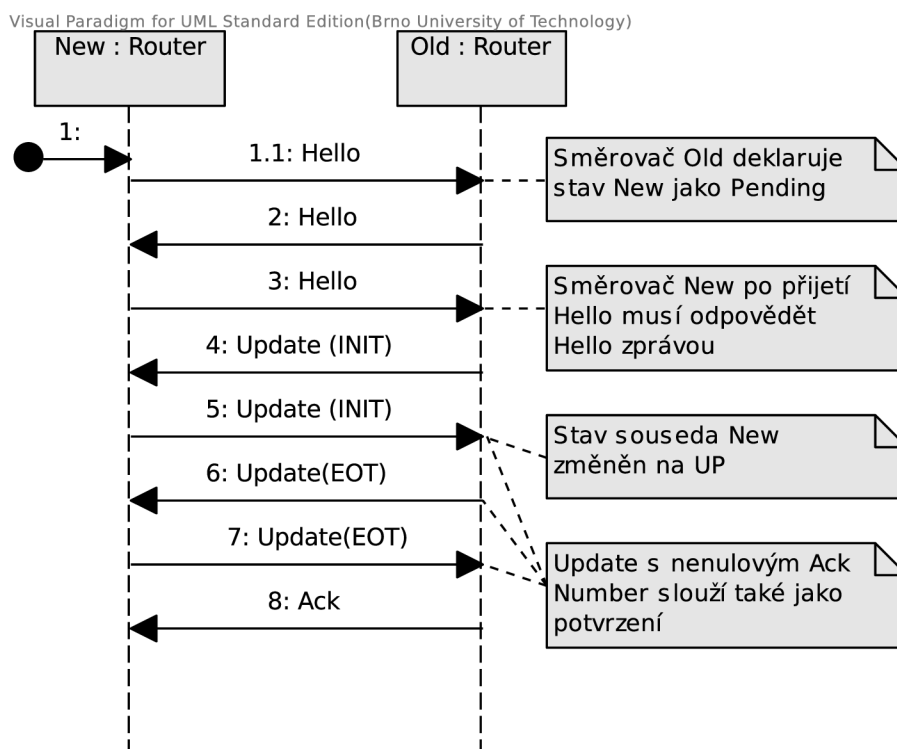 Visual Paradigm for UML Standard Edition(Brno University of Technology)
New : Router
Old : Router
1:
1.1: Hello
Směrovač Old deklaruje
stav New jako Pending
2: Hello
3: Hello
Směrovač New po přijetí
Hello musí odpovědět
Hello zprávou
4: Update (INIT)
5: Update (INIT)
Stav souseda New
změněn na UP
6: Update(EOT)
7: Update(EOT)
Update s nenulovým Ack
Number slouží také jako
potvrzení
8: Ack